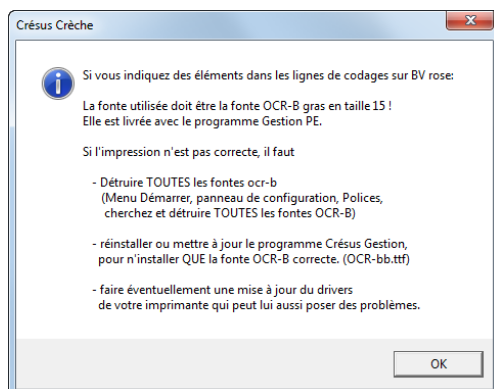 Crésus Crèche
Si vous indiquez des éléments dans les lignes de codages sur BV rose:
La fonte utilisée doit être la fonte OCR-B gras en taille 15 !
Elle est livrée avec le programme Gestion PE.
Si l'impression n'est pas correcte, il faut
- Détruire TOUTES les fontes ocr-b
(Menu Démarrer, panneau de configuration, Polices,
cherchez et détruire TOUTES les fontes OCR-B)
- réinstaller ou mettre à jour le programme Crésus Gestion,
pour n'installer QUE la fonte OCR-B correcte. (OCR-bb.ttf)
- faire éventuellement une mise à jour du drivers
de votre imprimante qui peut lui aussi poser des problèmes.
OK